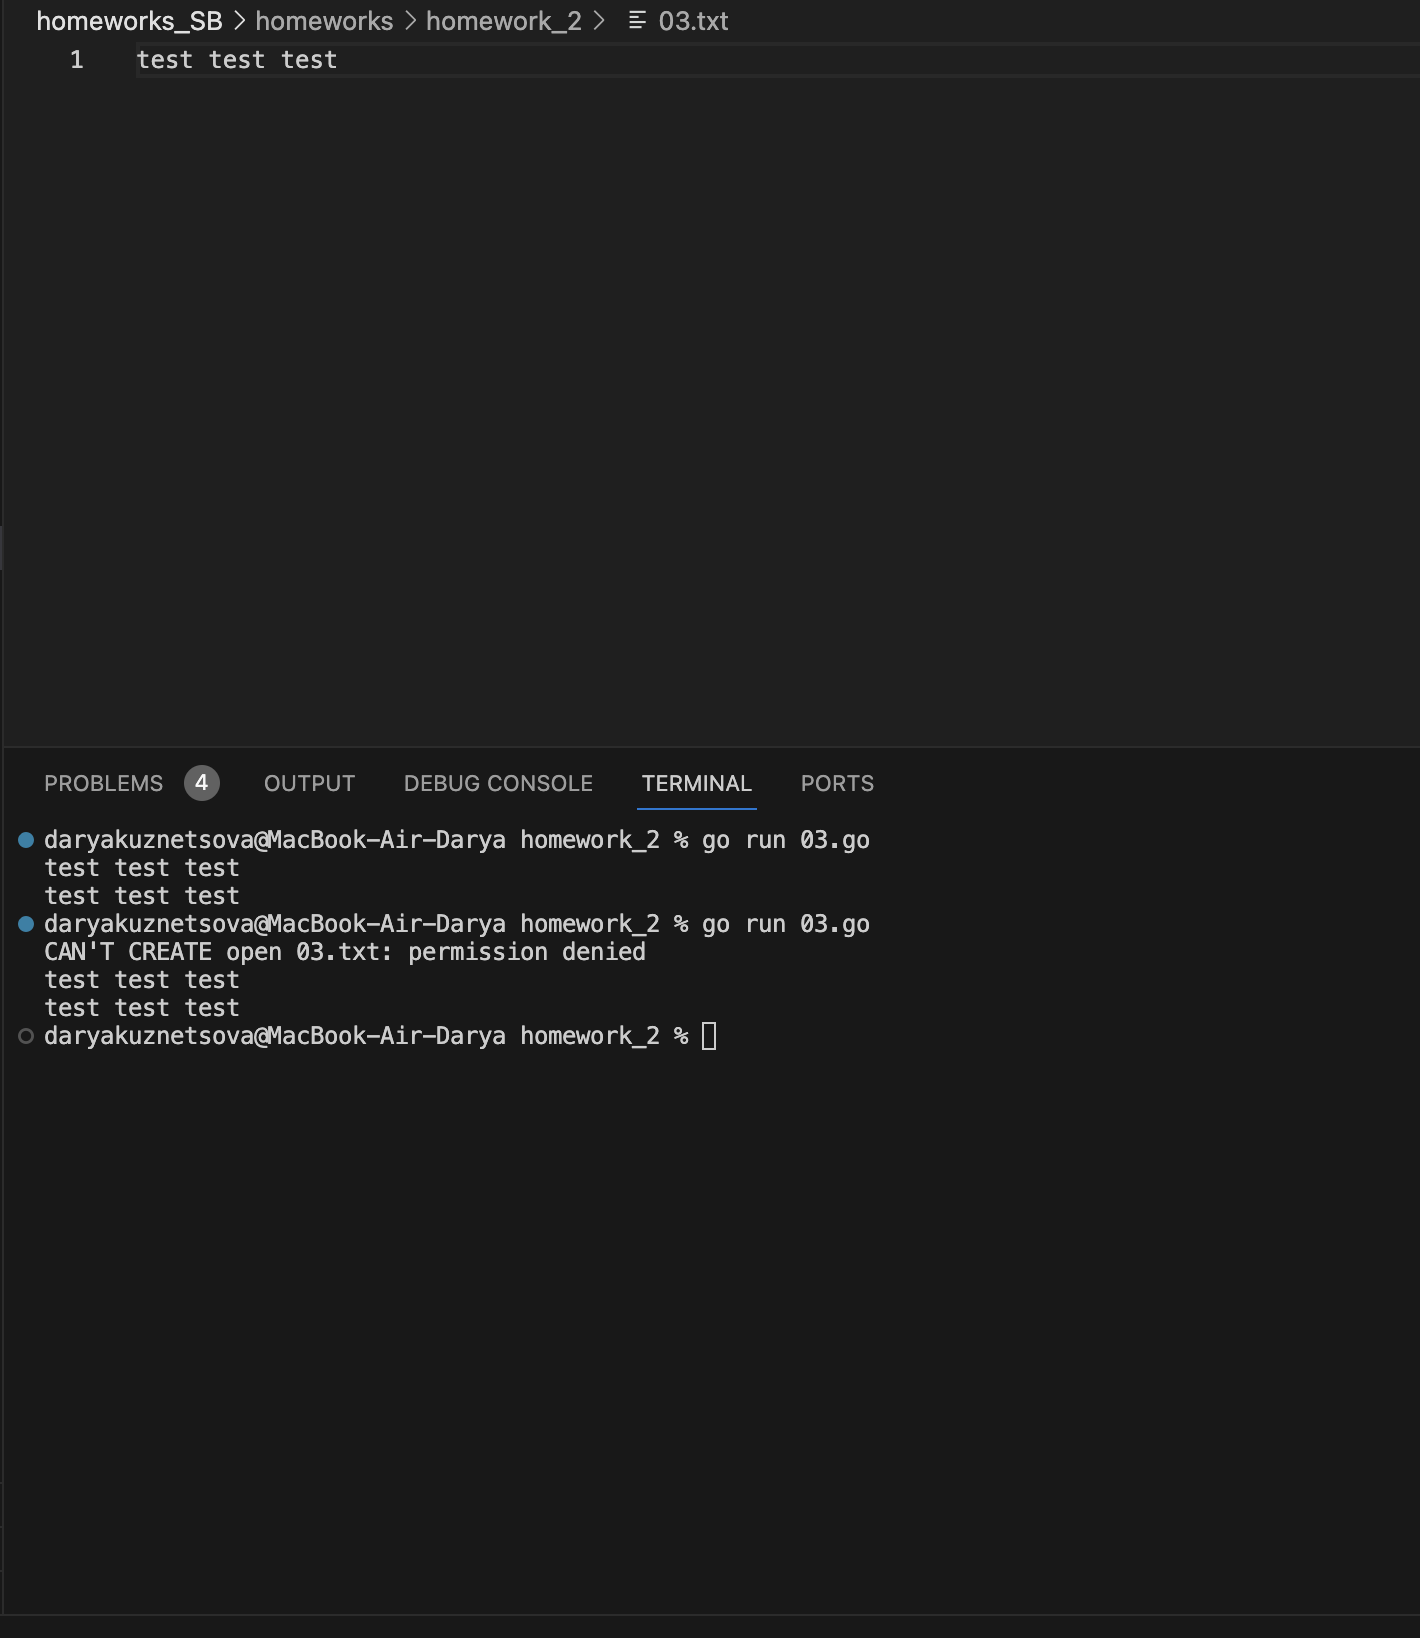 homeworks_SB > homeworks > homework_2 > 03.txt
1 test test test
PROBLEMS 4 OUTPUT DEBUG CONSOLE TERMINAL PORTS
daryakuznetsova@MacBook-Air-Darya homework_2 % go run 03.go
test test test
test test test
daryakuznetsova@MacBook-Air-Darya homework_2 % go run 03.go
CAN'T CREATE open 03.txt: permission denied
test test test
test test test
daryakuznetsova@MacBook-Air-Darya homework_2 %